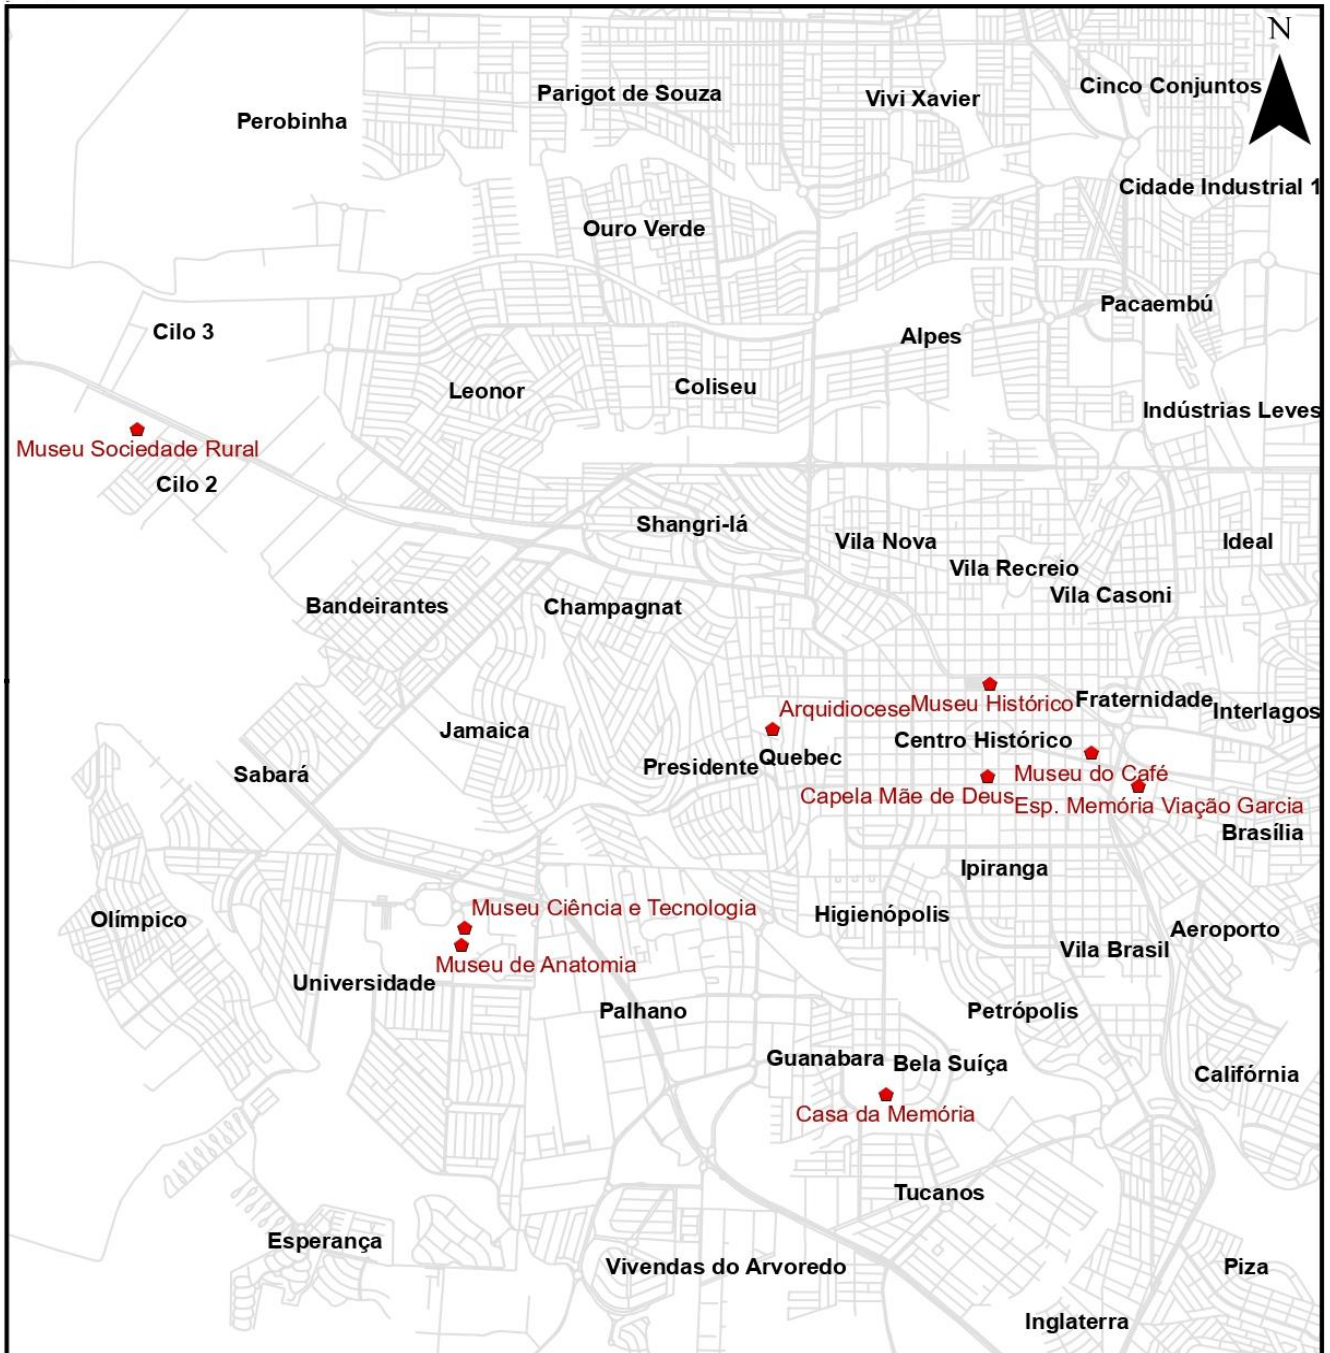 N
Cinco Conjuntos
Parigot de Souza
Vivi Xavier
Perobinha
Cidade Industrial 1
Ouro Verde
Pacaembú
Cilo 3
Alpes
Leonor
Coliseu
Indústrias Leves
Museu Sociedade Rural
Cilo 2
Shangri-lá
Vila Nova
Ideal
Vila Recreio
Vila Casoni
Bandeirantes
Champagnat
Arquidiocese
Museu Histórico
Fraternidade
Interlagos
Jamaica
Centro Histórico
Quebec
Presidente
Sabará
Museu do Café
Capela Mãe de Deus
Esp. Memória Viação Garcia
Brasília
Ipiranga
Museu Ciência e Tecnologia
Higienópolis
Olímpico
Aeroporto
Vila Brasil
Museu de Anatomia
Universidade
Palhano
Petrópolis
Guanabara
Bela Suíça
Califórnia
Casa da Memória
Tucanos
Esperança
Vivendas do Arvoredo
Piza
Inglaterra